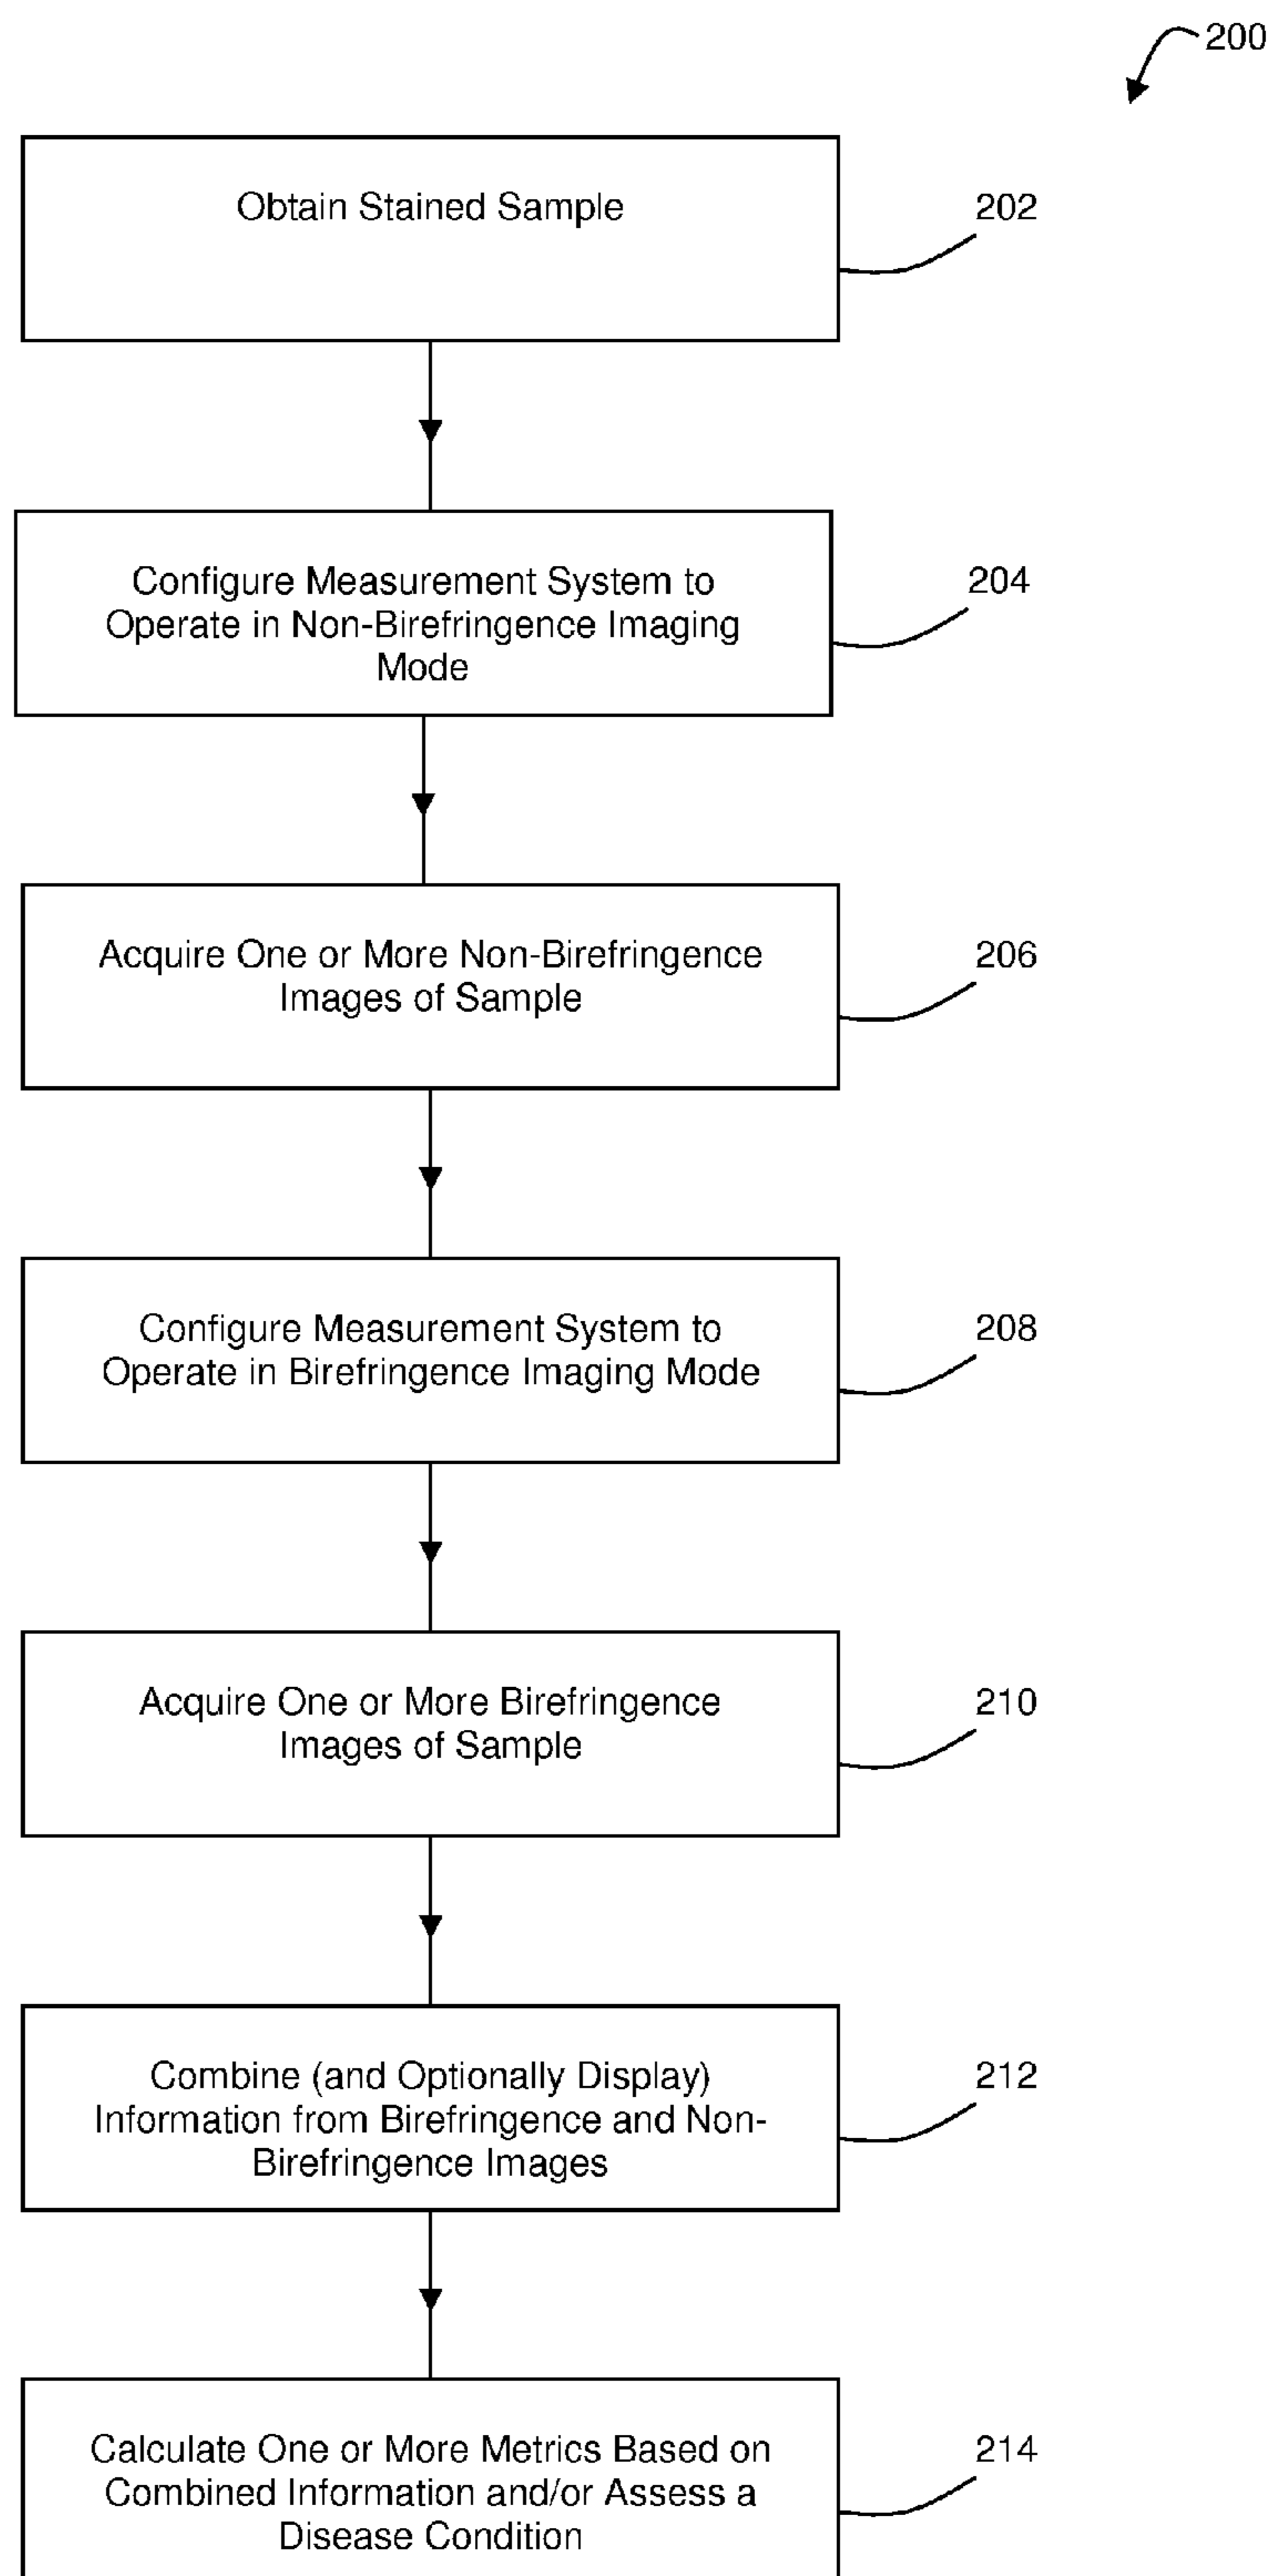 200
Obtain Stained Sample
202
Configure Measurement System to
Operate in Non-Birefringence Imaging
Mode
204
Acquire One or More Non-Birefringence
Images of Sample
206
Configure Measurement System to
Operate in Birefringence Imaging Mode
208
Acquire One or More Birefringence
Images of Sample
210
Combine (and Optionally Display)
Information from Birefringence and Non-
Birefringence Images
212
Calculate One or More Metrics Based on
Combined Information and/or Assess a
Disease Condition
214